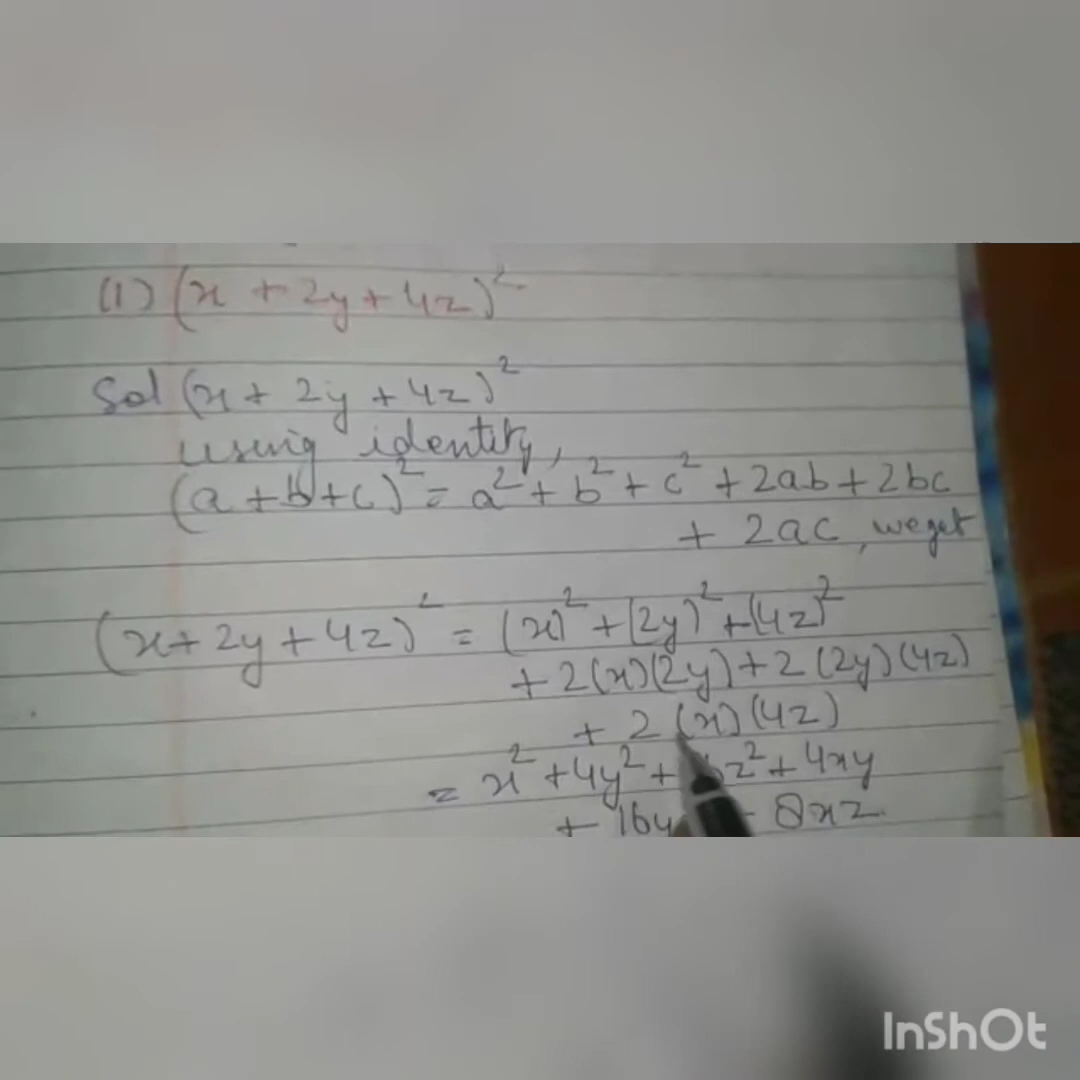 (1) (x + 2y + 4z)²
Sol (x + 2y + 4z)²
using identity,
(a + b + c)² = a² + b² + c² + 2ab + 2bc
+ 2ac, we get
(x + 2y + 4z)² = (x)² + (2y)² + (4z)²
+ 2(x)(2y) + 2(2y)(4z)
+ 2(x)(4z)
= x² + 4y² + z² + 4xy
+ 16y 8xz.
InShOt